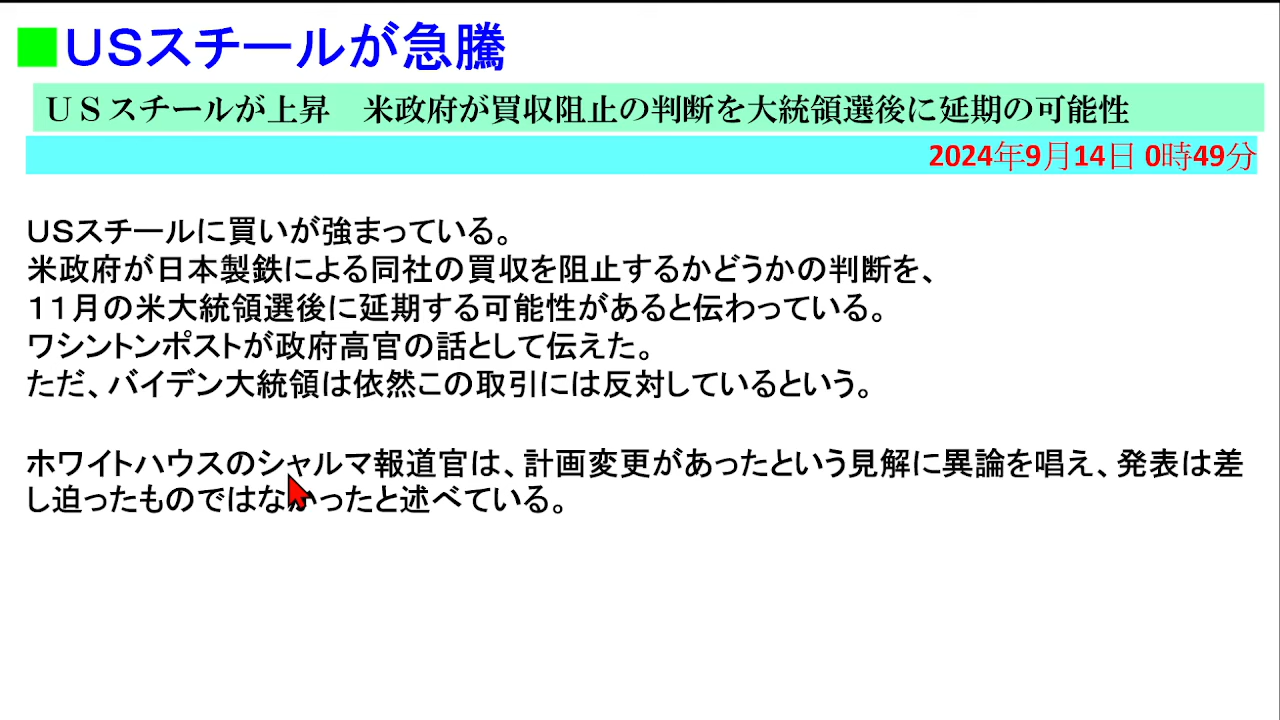 ■ＵＳスチールが急騰
ＵＳスチールが上昇　米政府が買収阻止の判断を大統領選後に延期の可能性
2024年9月14日 0時49分
ＵＳスチールに買いが強まっている。
米政府が日本製鉄による同社の買収を阻止するかどうかの判断を、
１１月の米大統領選後に延期する可能性があると伝わっている。
ワシントンポストが政府高官の話として伝えた。
ただ、バイデン大統領は依然この取引には反対しているという。
ホワイトハウスのシャルマ報道官は、計画変更があったという見解に異論を唱え、発表は差
し迫ったものではなかったと述べている。